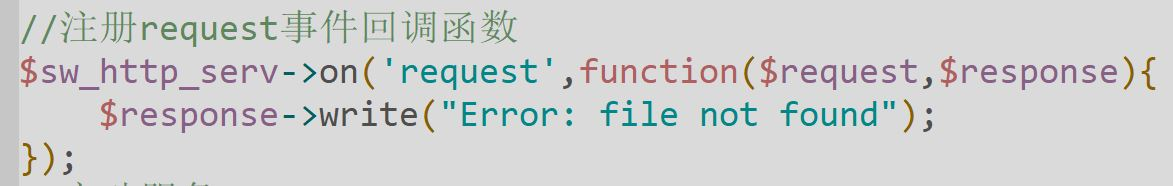 //注册request事件回调函数
$sw_http_serv->on('request',function($request,$response){
    $response->write("Error: file not found");
});